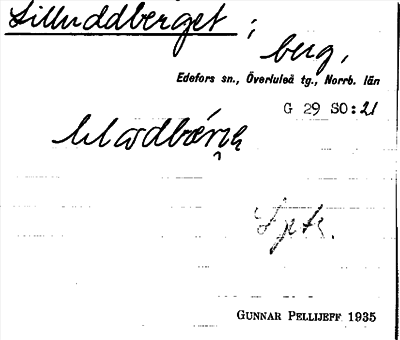 Lilluddberget ;
berg,
Edefors sn., Överluleå tg., Norrb. län
G 29 SO:21
GUNNAR PELLIJEFF 1935